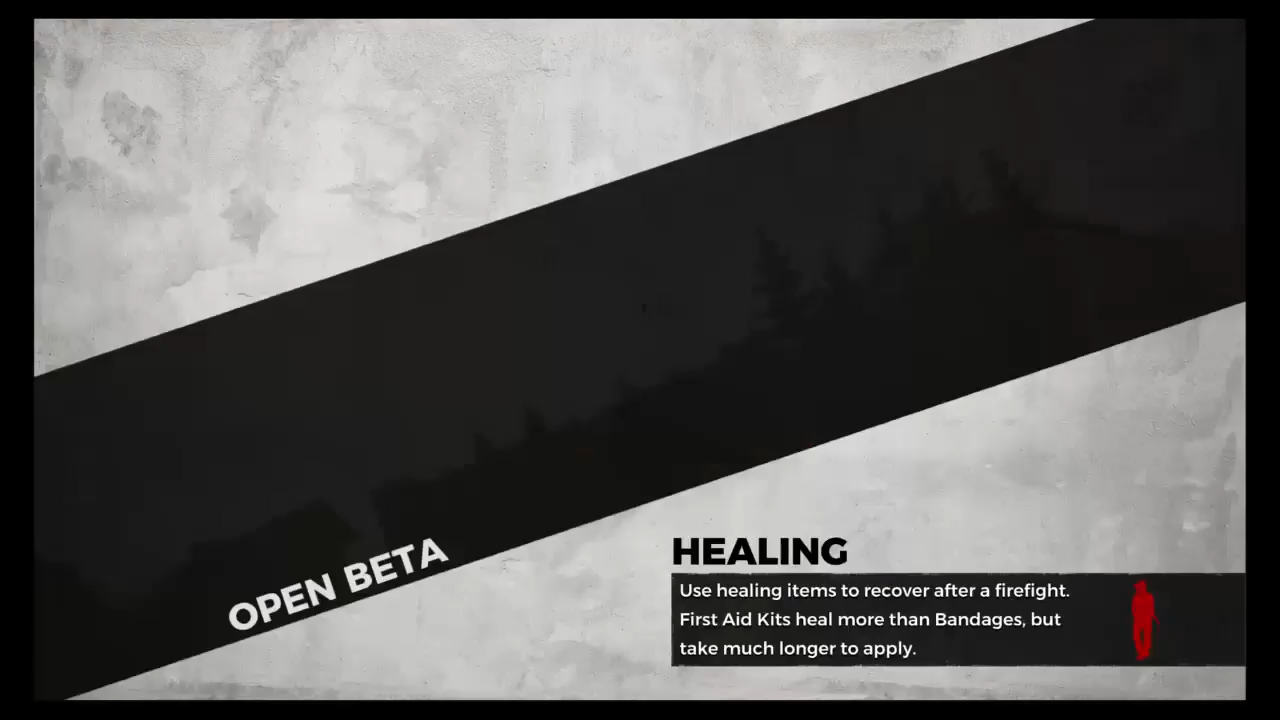 OPEN BETA
HEALING
Use healing items to recover after a firefight.
First Aid Kits heal more than Bandages, but
take much longer to apply.